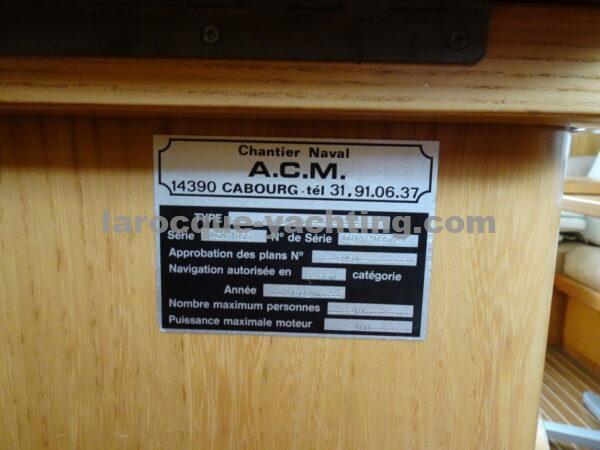 Chantier Naval
A.C.M.
14390 CABOURG - tél 31.91.06.37
larocque-yachting.com
TYPE
Série N° de Série
Approbation des plans N°
Navigation autorisée en catégorie
Année
Nombre maximum personnes
Puissance maximale moteur